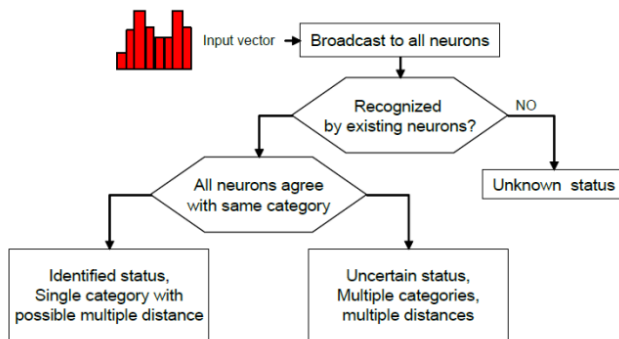 Input vector
Broadcast to all neurons
Recognized
by existing neurons?
NO
Unknown status
All neurons agree
with same category
Identified status,
Single category with
possible multiple distance
Uncertain status,
Multiple categories,
multiple distances